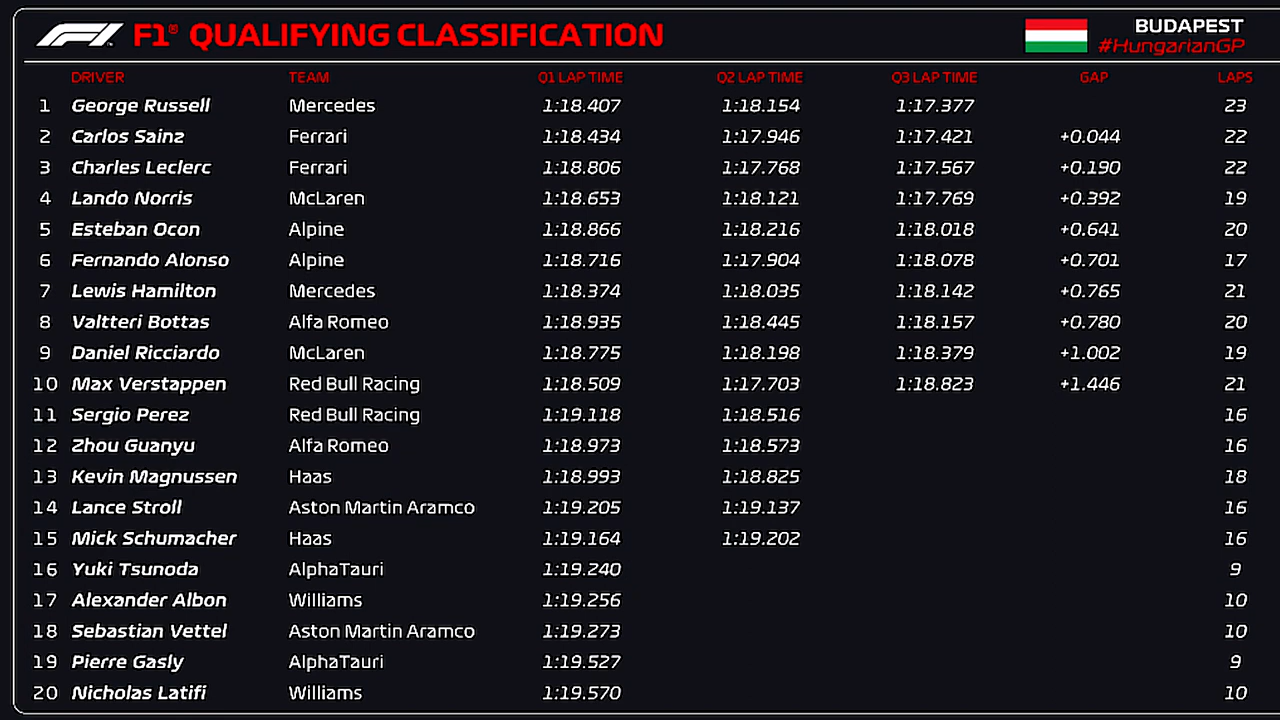 F1 F1® QUALIFYING CLASSIFICATION BUDAPEST
#HungarianGP
DRIVER TEAM Q1 LAP TIME Q2 LAP TIME Q3 LAP TIME GAP LAPS
1 George Russell Mercedes 1:18.407 1:18.154 1:17.377 23
2 Carlos Sainz Ferrari 1:18.434 1:17.946 1:17.421 +0.044 22
3 Charles Leclerc Ferrari 1:18.806 1:17.768 1:17.567 +0.190 22
4 Lando Norris McLaren 1:18.653 1:18.121 1:17.769 +0.392 19
5 Esteban Ocon Alpine 1:18.866 1:18.216 1:18.018 +0.641 20
6 Fernando Alonso Alpine 1:18.716 1:17.904 1:18.078 +0.701 17
7 Lewis Hamilton Mercedes 1:18.374 1:18.035 1:18.142 +0.765 21
8 Valtteri Bottas Alfa Romeo 1:18.935 1:18.445 1:18.157 +0.780 20
9 Daniel Ricciardo McLaren 1:18.775 1:18.198 1:18.379 +1.002 19
10 Max Verstappen Red Bull Racing 1:18.509 1:17.703 1:18.823 +1.446 21
11 Sergio Perez Red Bull Racing 1:19.118 1:18.516 16
12 Zhou Guanyu Alfa Romeo 1:18.973 1:18.573 16
13 Kevin Magnussen Haas 1:18.993 1:18.825 18
14 Lance Stroll Aston Martin Aramco 1:19.205 1:19.137 16
15 Mick Schumacher Haas 1:19.164 1:19.202 16
16 Yuki Tsunoda AlphaTauri 1:19.240 9
17 Alexander Albon Williams 1:19.256 10
18 Sebastian Vettel Aston Martin Aramco 1:19.273 10
19 Pierre Gasly AlphaTauri 1:19.527 9
20 Nicholas Latifi Williams 1:19.570 10